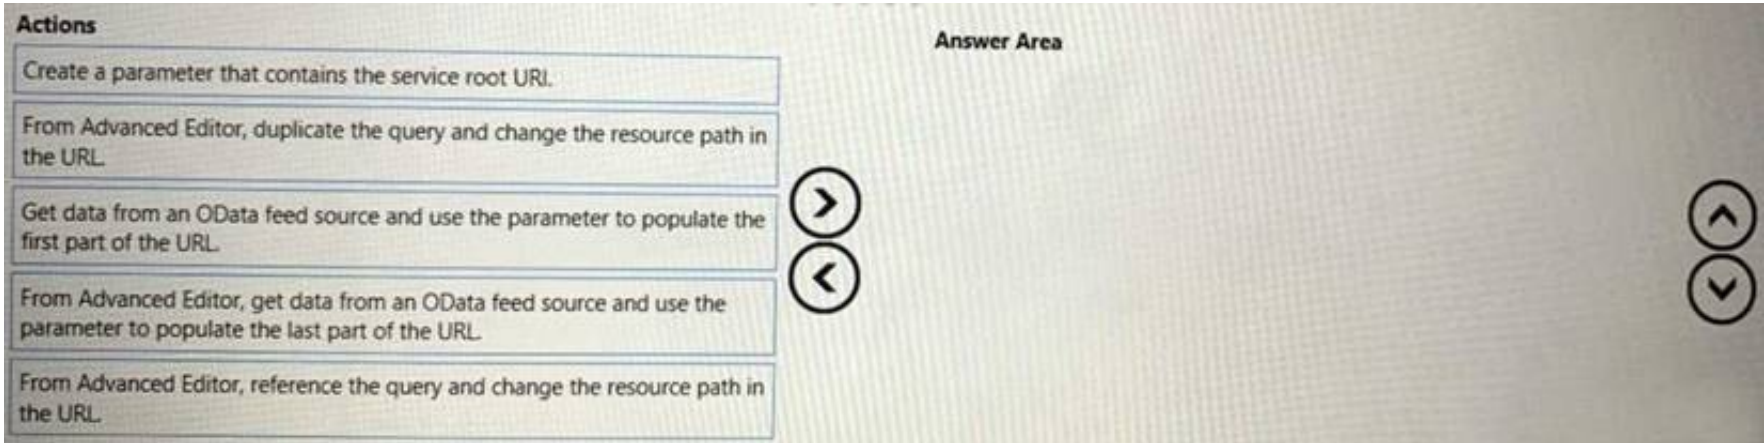 Actions
Answer Area
Create a parameter that contains the service root URI.
From Advanced Editor, duplicate the query and change the resource path in
the URL.
Get data from an OData feed source and use the parameter to populate the
first part of the URL.
From Advanced Editor, get data from an OData feed source and use the
parameter to populate the last part of the URL.
From Advanced Editor, reference the query and change the resource path in
the URL.